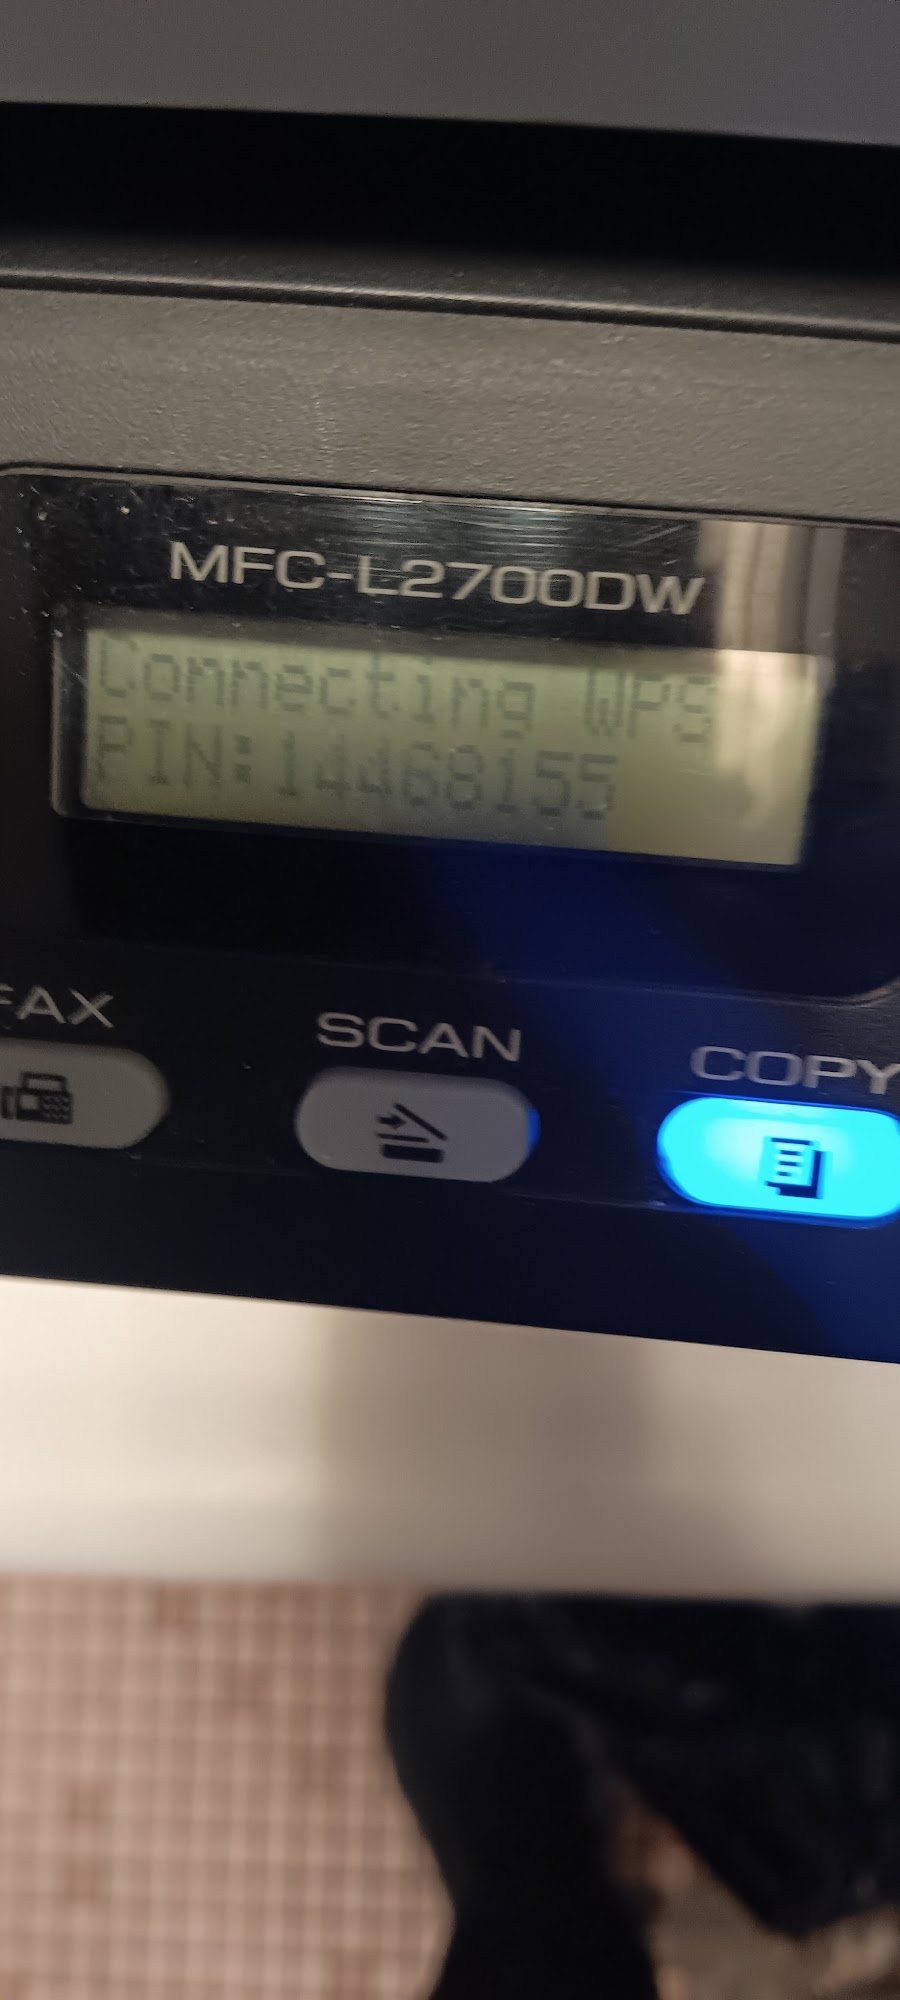 MFC-L2700DW
Connecting WPS
PIN:14468155
FAX
SCAN
COPY